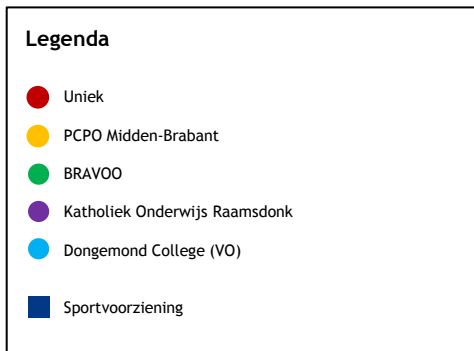 Legenda
Uniek
PCPO Midden-Brabant
BRAVOO
Katholiek Onderwijs Raamsdonk
Dongemond College (VO)
Sportvoorziening